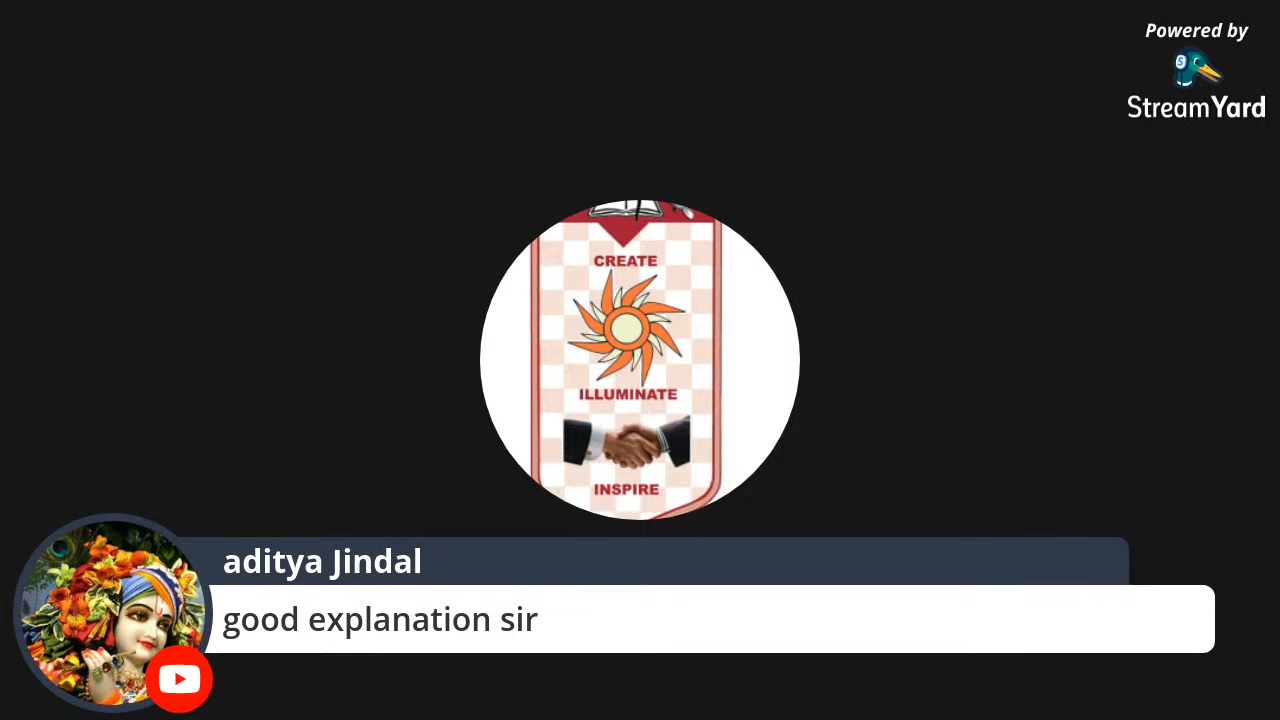 Powered by
StreamYard
CREATE
ILLUMINATE
INSPIRE
aditya Jindal
good explanation sir